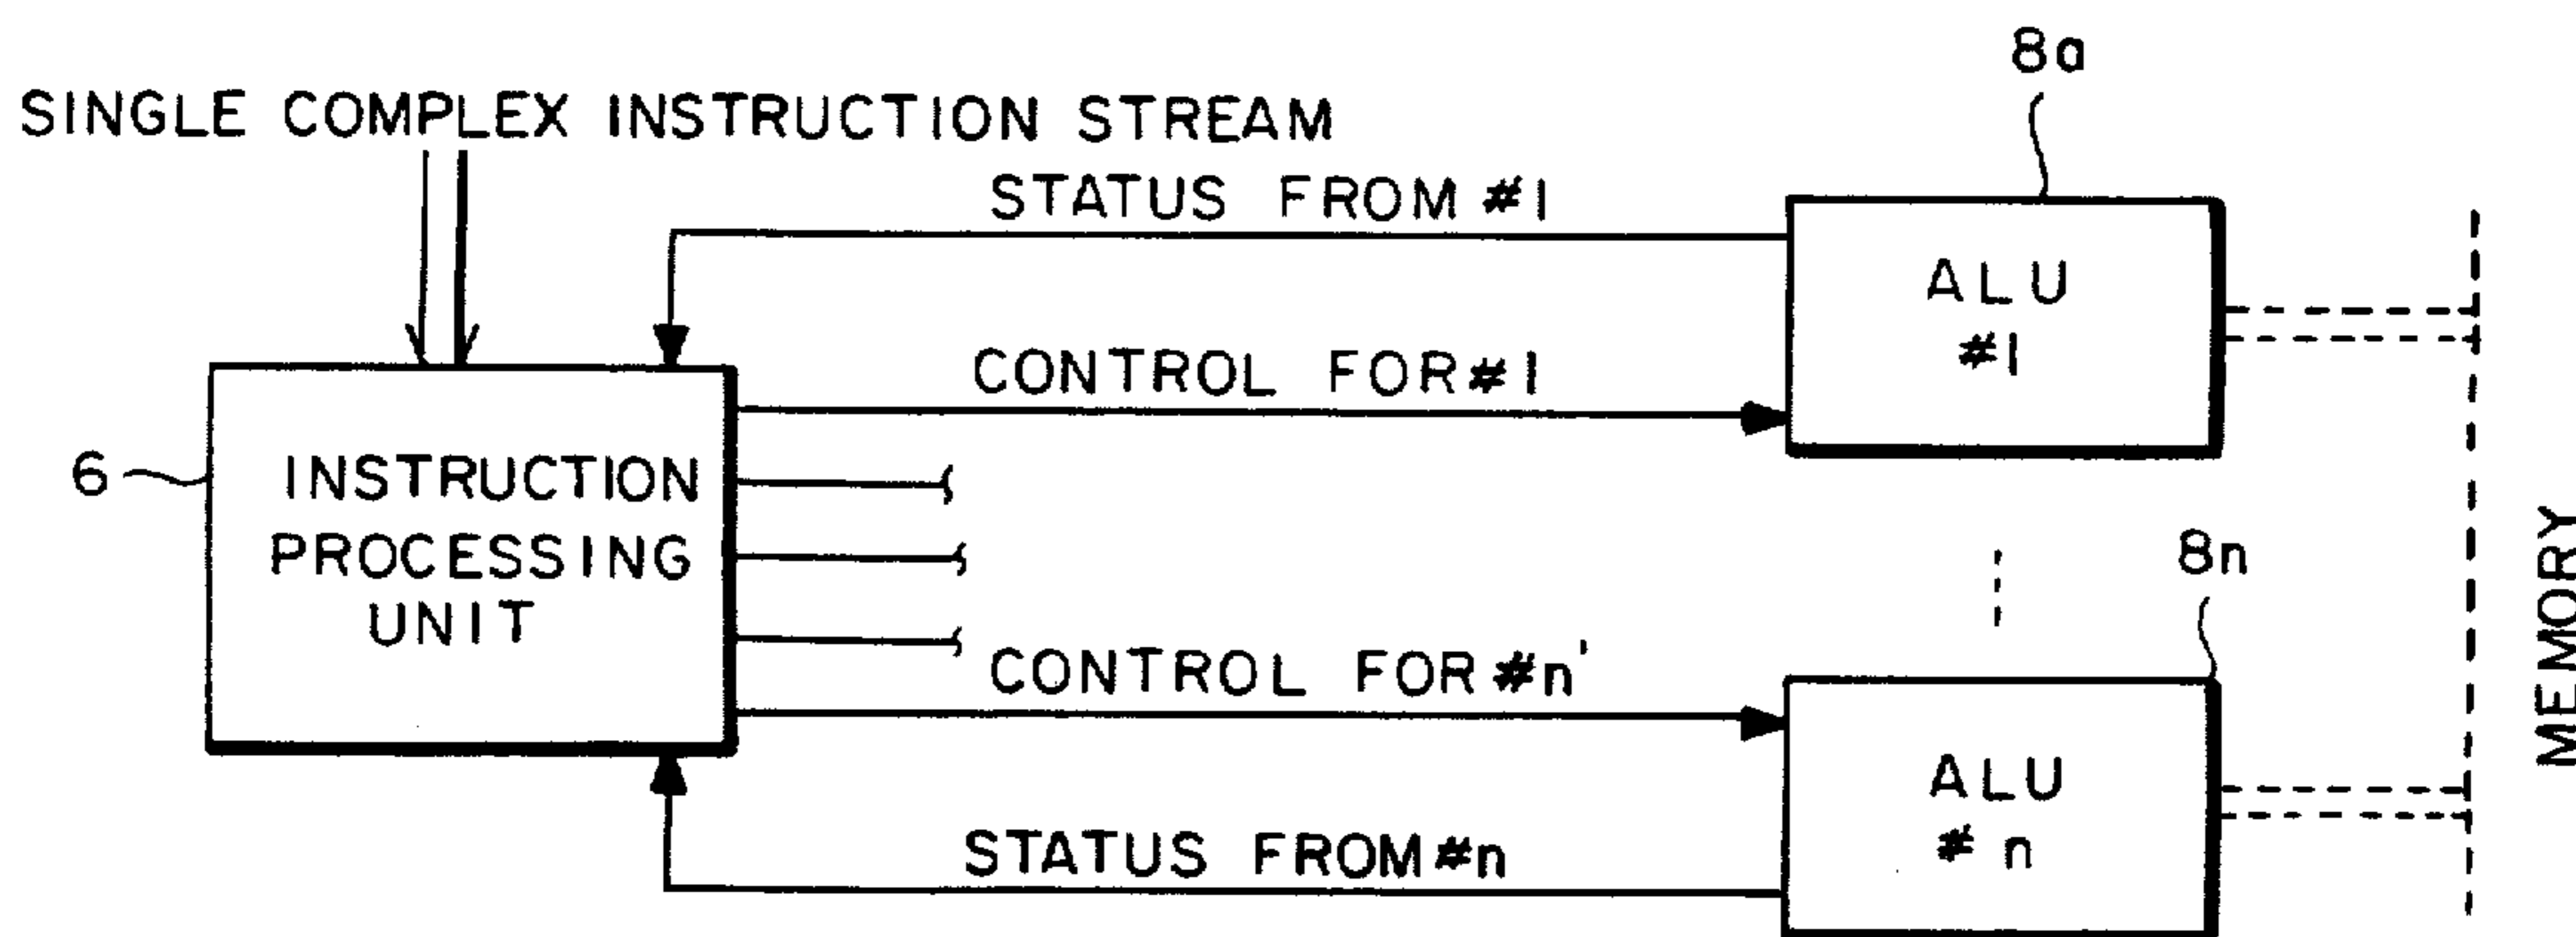 8a
SINGLE COMPLEX INSTRUCTION STREAM
STATUS FROM #1
ALU
#1
CONTROL FOR #1
6
INSTRUCTION
PROCESSING
UNIT
8n
MEMORY
CONTROL FOR #n'
ALU
# n
STATUS FROM #n